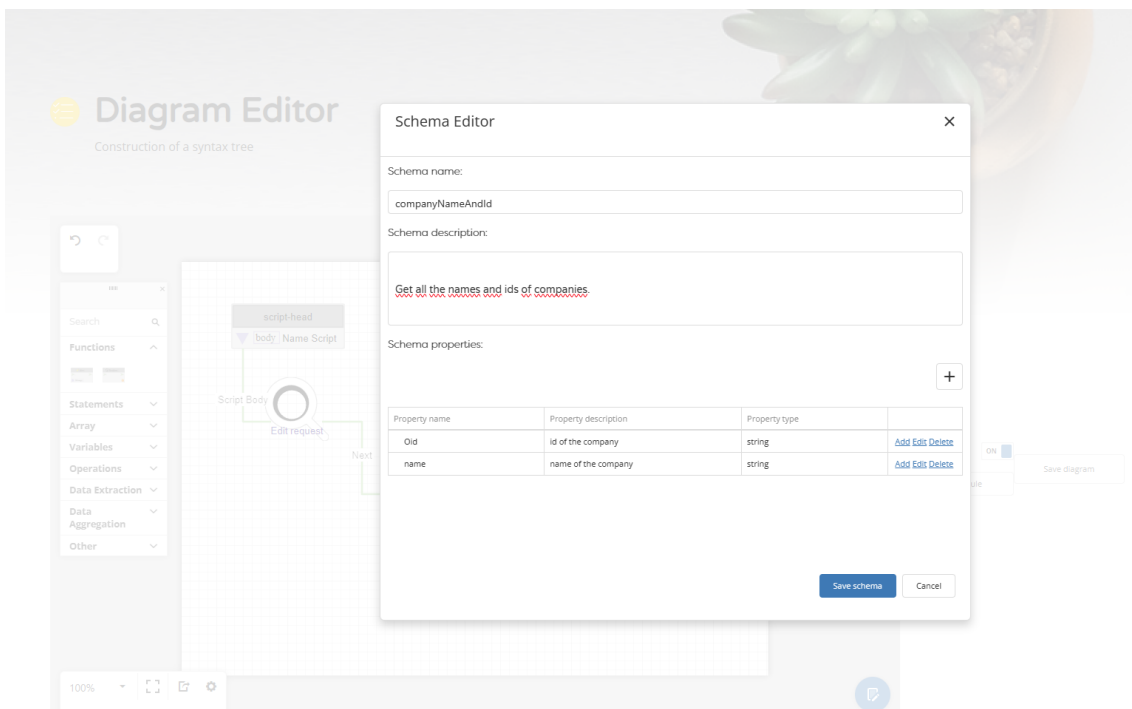 Diagram Editor
Construction of a syntax tree
Search
Functions
Statements
Array
Variables
Operations
Data Extraction
Data
Aggregation
Other
script-head
body Name Script
Script Body
Edit request
Next
100%
Schema Editor
Schema name:
companyNameAndId
Schema description:
Get all the names and ids of companies.
Schema properties:
Property name Property description Property type
Oid id of the company string Add Edit Delete
name name of the company string Add Edit Delete
Save schema Cancel
ON
Save diagram